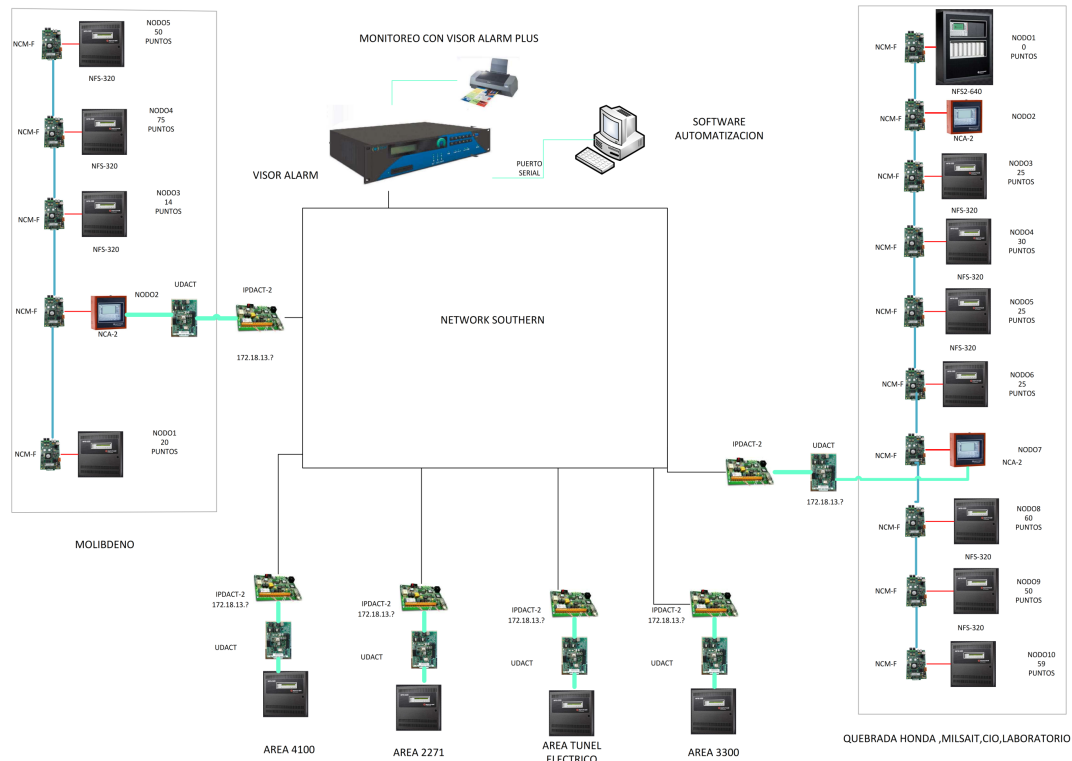 NODO5
50
PUNTOS
NCM-F
NFS-320
NODO4
75
PUNTOS
NCM-F
NFS-320
NODO3
14
PUNTOS
NCM-F
NFS-320
NODO2
NCM-F
NCA-2
UDACT
IPDACT-2
172.18.13.?
NCM-F
NODO1
20
PUNTOS
MOLIBDENO
MONITOREO CON VISOR ALARM PLUS
VISOR ALARM
PUERTO
SERIAL
SOFTWARE
AUTOMATIZACION
NETWORK SOUTHERN
IPDACT-2
172.18.13.?
UDACT
AREA 4100
IPDACT-2
172.18.13.?
UDACT
AREA 2271
IPDACT-2
172.18.13.?
UDACT
AREA TUNEL
ELECTRICO
IPDACT-2
172.18.13.?
UDACT
AREA 3300
IPDACT-2
UDACT
172.18.13.?
NCM-F
NODO1
0
PUNTOS
NFS2-640
NCM-F
NODO2
NCA-2
NCM-F
NODO3
25
PUNTOS
NFS-320
NCM-F
NODO4
30
PUNTOS
NFS-320
NCM-F
NODO5
25
PUNTOS
NFS-320
NCM-F
NODO6
25
PUNTOS
NCM-F
NODO7
NCA-2
NCM-F
NODO8
60
PUNTOS
NFS-320
NCM-F
NODO9
50
PUNTOS
NFS-320
NCM-F
NODO10
59
PUNTOS
QUEBRADA HONDA ,MILSAIT,CIO,LABORATORIO